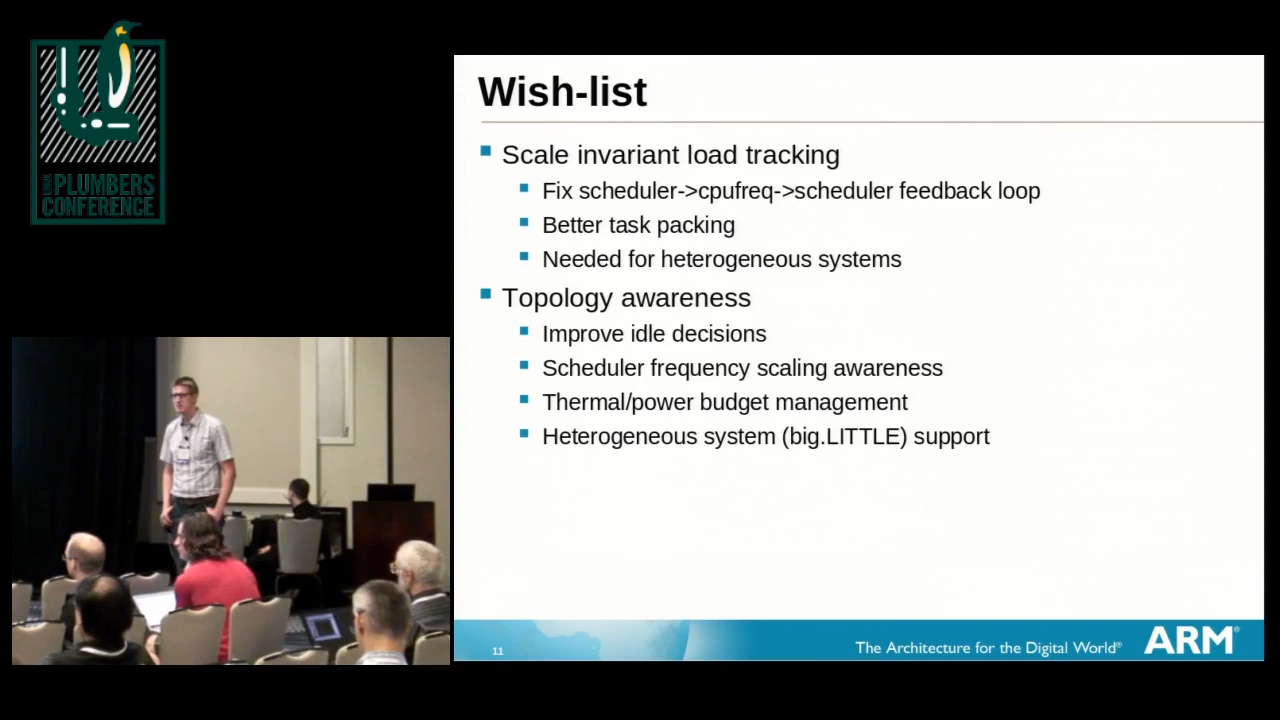 LINUX
PLUMBERS
CONFERENCE
Wish-list
Scale invariant load tracking
Fix scheduler->cpufreq->scheduler feedback loop
Better task packing
Needed for heterogeneous systems
Topology awareness
Improve idle decisions
Scheduler frequency scaling awareness
Thermal/power budget management
Heterogeneous system (big.LITTLE) support
11
The Architecture for the Digital World®
ARM®